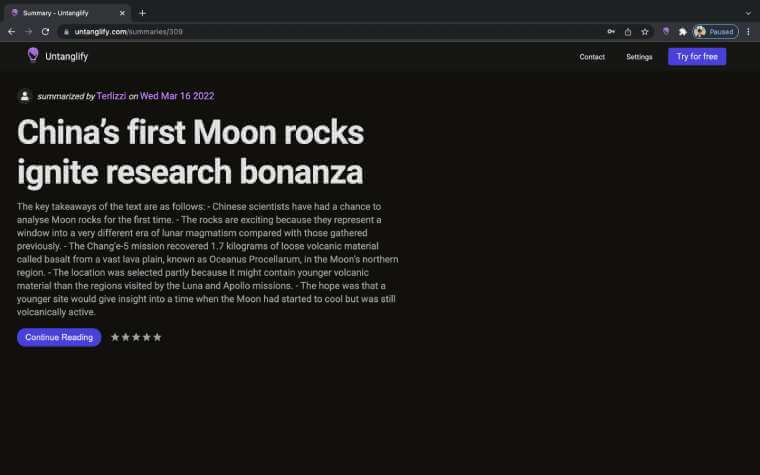 Summary - Untanglify
untanglify.com/summaries/309
Paused
Untanglify
Contact
Settings
Try for free
summarized by Terlizzi on Wed Mar 16 2022
China’s first Moon rocks
ignite research bonanza
The key takeaways of the text are as follows: - Chinese scientists have had a chance to
analyse Moon rocks for the first time. - The rocks are exciting because they represent a
window into a very different era of lunar magmatism compared with those gathered
previously. - The Chang'e-5 mission recovered 1.7 kilograms of loose volcanic material
called basalt from a vast lava plain, known as Oceanus Procellarum, in the Moon's northern
region. - The location was selected partly because it might contain younger volcanic
material than the regions visited by the Luna and Apollo missions. - The hope was that a
younger site would give insight into a time when the Moon had started to cool but was still
volcanically active.
Continue Reading